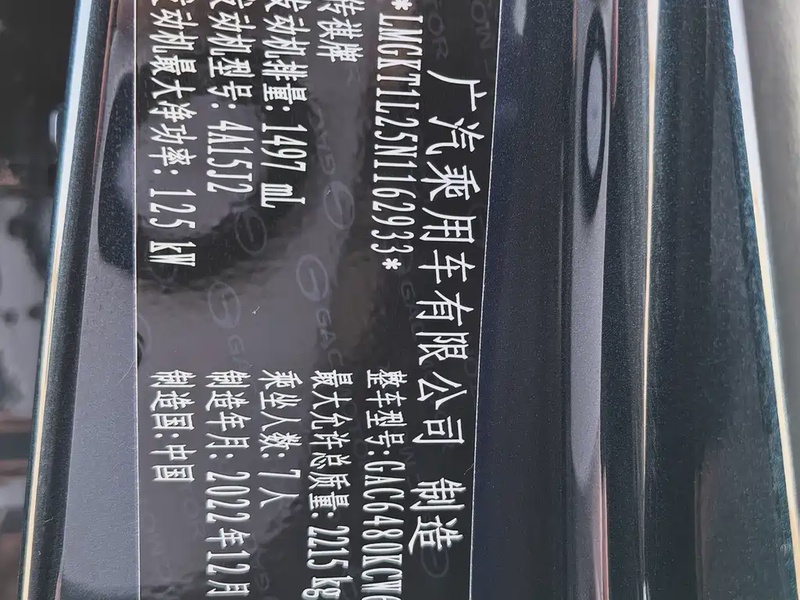 广汽乘用车有限公司 制造
*LMGKT1L25N1162933*
整车型号:GAC6480KCW6
传祺牌
最大允许总质量: 2215 kg
发动机排量: 1497 mL
乘坐人数: 7人
发动机型号: 4A15J2
制造年月: 2022年12月
发动机最大净功率: 125 kW
制造国: 中国